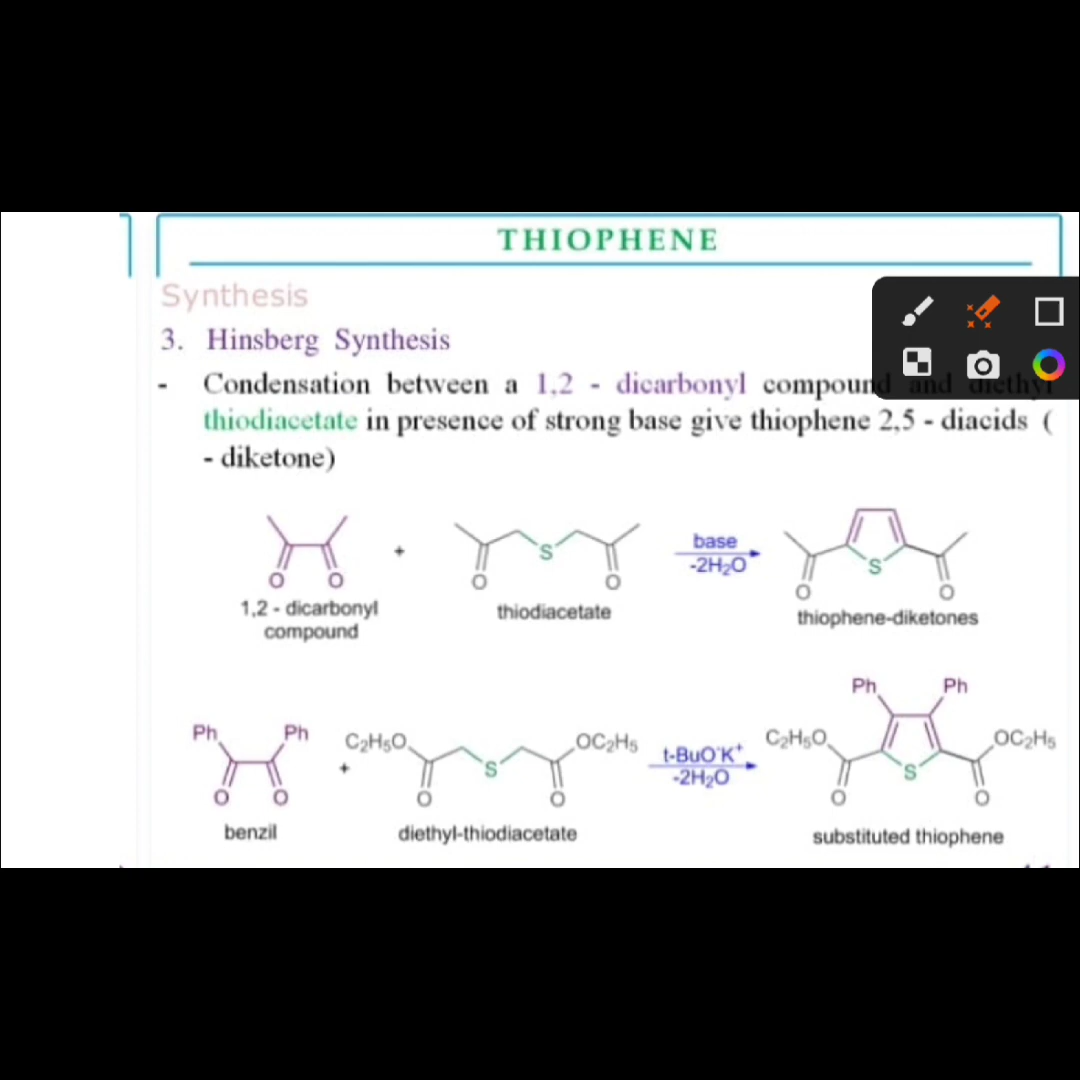 THIOPHENE
Synthesis
3. Hinsberg Synthesis
- Condensation between a 1,2 - dicarbonyl compound and diethyl
thiodiacetate in presence of strong base give thiophene 2,5 - diacids (
- diketone)
O O + O S O base -2H₂O O S O
1,2 - dicarbonyl compound
thiodiacetate
thiophene-diketones
Ph Ph O O + C₂H₅O O S O OC₂H₅ t-BuO⁻K⁺ -2H₂O Ph Ph C₂H₅O O S O OC₂H₅
benzil
diethyl-thiodiacetate
substituted thiophene